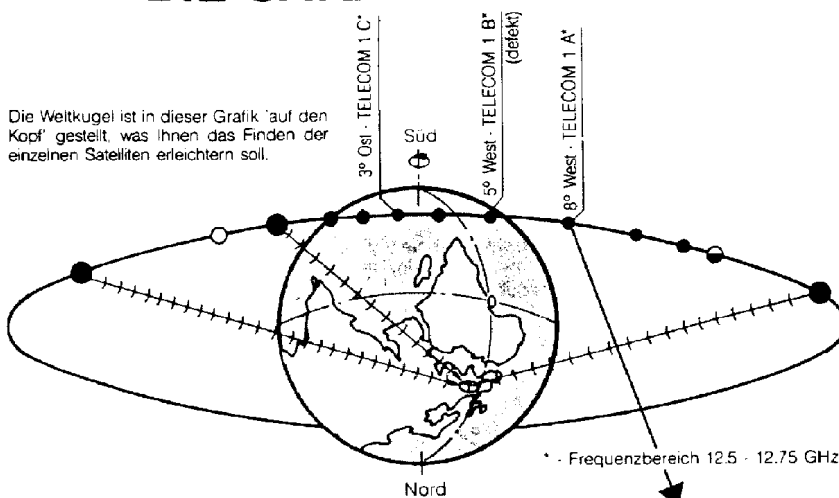 3° Ost - TELECOM 1 C*
5° West - TELECOM 1 B*
(defekt)
8° West - TELECOM 1 A*
Die Weltkugel ist in dieser Grafik 'auf den
Kopf' gestellt, was Ihnen das Finden der
einzelnen Satelliten erleichtern soll.
Süd
* - Frequenzbereich 12.5 - 12.75 GHz
Nord